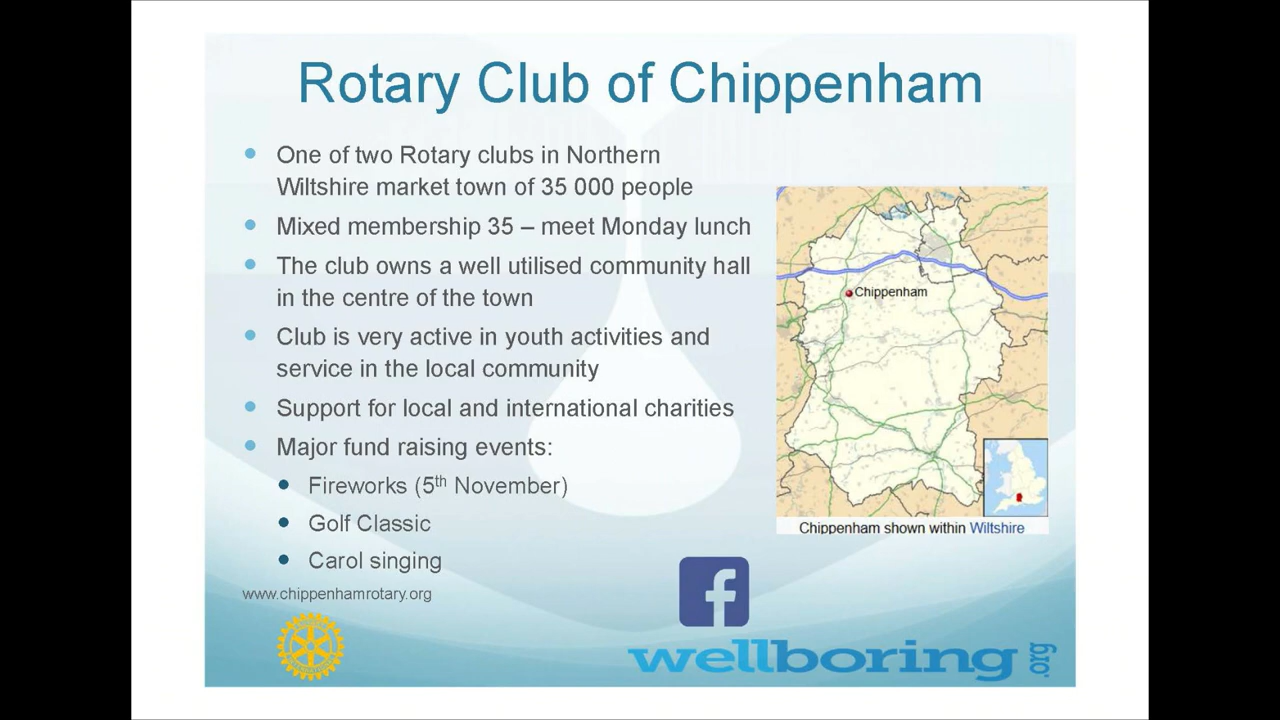 Rotary Club of Chippenham
One of two Rotary clubs in Northern
Wiltshire market town of 35 000 people
Mixed membership 35 – meet Monday lunch
The club owns a well utilised community hall
in the centre of the town
Club is very active in youth activities and
service in the local community
Support for local and international charities
Major fund raising events:
Fireworks (5th November)
Golf Classic
Carol singing
www.chippenhamrotary.org
Chippenham
Chippenham shown within Wiltshire
f
wellboring.org